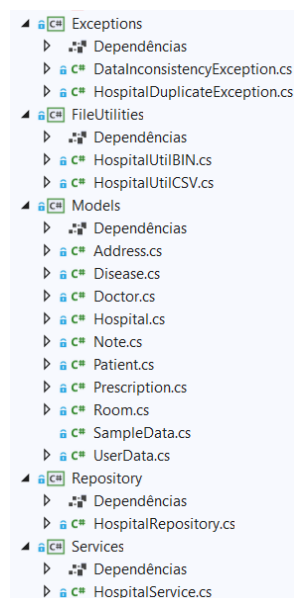 C# Exceptions
Dependências
C# DataInconsistencyException.cs
C# HospitalDuplicateException.cs
C# FileUtilities
Dependências
C# HospitalUtilBIN.cs
C# HospitalUtilCSV.cs
C# Models
Dependências
C# Address.cs
C# Disease.cs
C# Doctor.cs
C# Hospital.cs
C# Note.cs
C# Patient.cs
C# Prescription.cs
C# Room.cs
C# SampleData.cs
C# UserData.cs
C# Repository
Dependências
C# HospitalRepository.cs
C# Services
Dependências
C# HospitalService.cs